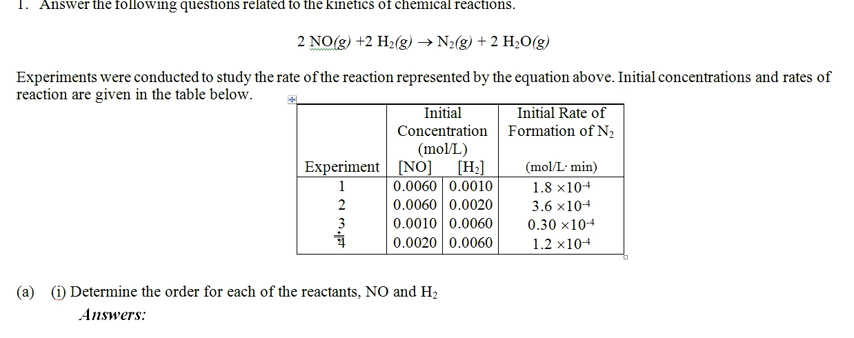 1. Answer the following questions related to the kinetics of chemical reactions.
2 NO(g) +2 H₂(g) → N₂(g) + 2 H₂O(g)
Experiments were conducted to study the rate of the reaction represented by the equation above. Initial concentrations and rates of
reaction are given in the table below.
Initial Initial Rate of
Concentration Formation of N₂
(mol/L)
Experiment [NO] [H₂] (mol/L· min)
1 0.0060 0.0010 1.8 ×10⁻⁴
2 0.0060 0.0020 3.6 ×10⁻⁴
3 0.0010 0.0060 0.30 ×10⁻⁴
4 0.0020 0.0060 1.2 ×10⁻⁴
(a) (i) Determine the order for each of the reactants, NO and H₂
Answers: